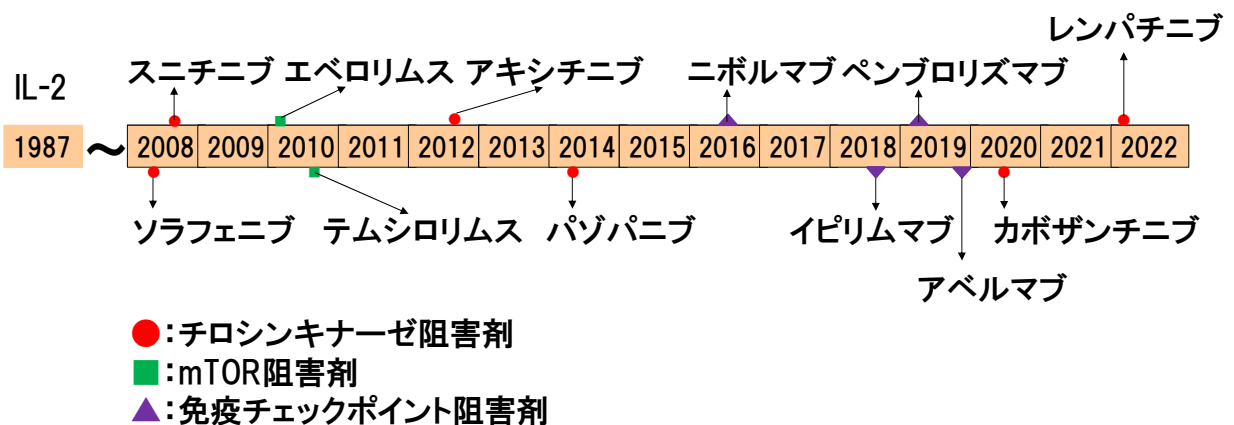 レンパチニブ
スニチニブ エベロリムス アキシチニブ ニボルマブ ペンブロリズマブ
IL-2
1987 ～ 2008 2009 2010 2011 2012 2013 2014 2015 2016 2017 2018 2019 2020 2021 2022
ソラフェニブ テムシロリムス パゾパニブ イピリムマブ カボザンチニブ
アベルマブ
●:チロシンキナーゼ阻害剤
■:mTOR阻害剤
▲:免疫チェックポイント阻害剤